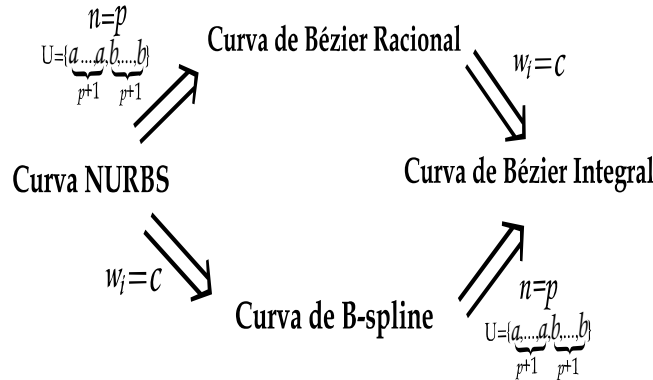 n=p
U={a,...,a,b,...,b}
p+1 p+1
Curva de Bézier Racional
w_i=c
Curva NURBS
Curva de Bézier Integral
w_i=c
Curva de B-spline
n=p
U={a,...,a,b,...,b}
p+1 p+1